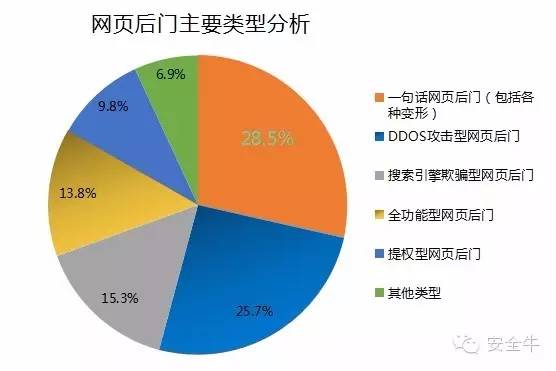 网页后门主要类型分析
6.9%
9.8%
28.5%
13.8%
15.3%
25.7%
一句话网页后门（包括各
种变形）
DDOS攻击型网页后门
搜索引擎欺骗型网页后门
全功能型网页后门
提权型网页后门
其他类型
安全牛